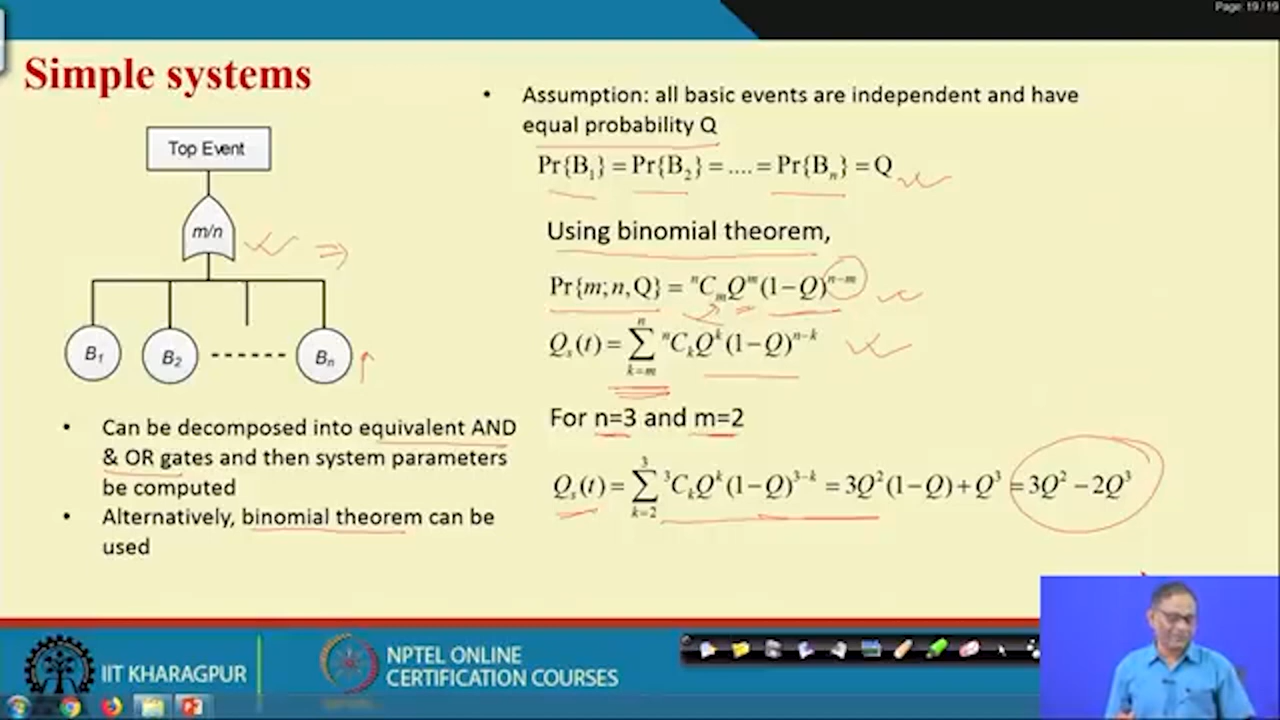 Page: 19 / 19
Simple systems
Top Event
m/n
B1
B2
Bn
• Can be decomposed into equivalent AND
& OR gates and then system parameters
be computed
• Alternatively, binomial theorem can be
used
• Assumption: all basic events are independent and have
equal probability Q
Pr{B₁} = Pr{B₂} = .... = Pr{Bₙ} = Q
Using binomial theorem,
Pr{m; n, Q} = ⁿCₘQᵐ(1−Q)ⁿ⁻ᵐ
Qₛ(t) = ∑ₖ₌ₘⁿ ⁿCₖQᵏ(1−Q)ⁿ⁻ᵏ
For n=3 and m=2
Qₛ(t) = ∑ₖ₌₂³ ³CₖQᵏ(1−Q)³⁻ᵏ = 3Q²(1−Q) + Q³ = 3Q² − 2Q³
IIT KHARAGPUR
NPTEL ONLINE
CERTIFICATION COURSES